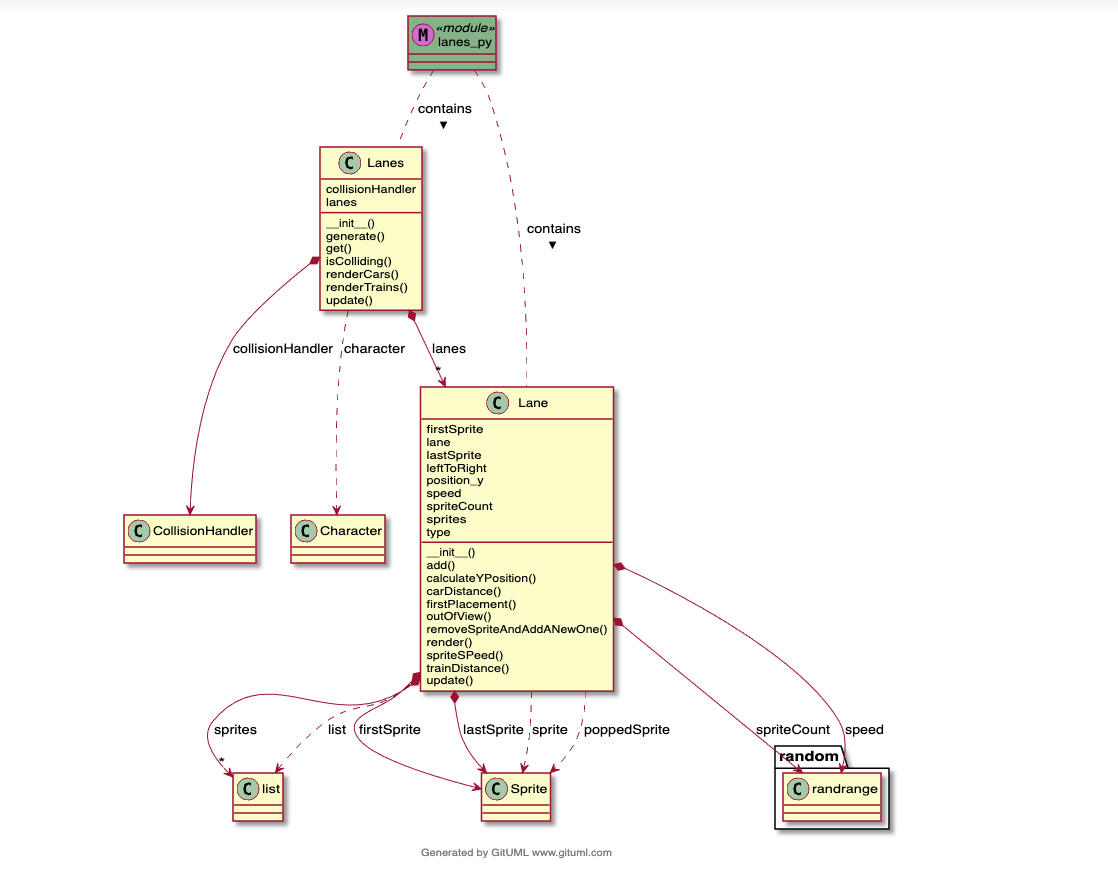 M
«module»
lanes_py
contains
▼
C Lanes
collisionHandler
lanes
__init__()
generate()
get()
isColliding()
renderCars()
renderTrains()
update()
contains
▼
collisionHandler
character
lanes
*
C Lane
firstSprite
lane
lastSprite
leftToRight
position_y
speed
spriteCount
sprites
type
__init__()
add()
calculateYPosition()
carDistance()
firstPlacement()
outOfView()
removeSpriteAndAddANewOne()
render()
spriteSPeed()
trainDistance()
update()
C CollisionHandler
C Character
sprites
*
list
firstSprite
lastSprite
sprite
poppedSprite
spriteCount
speed
random
C list
C Sprite
C randrange
Generated by GitUML www.gituml.com